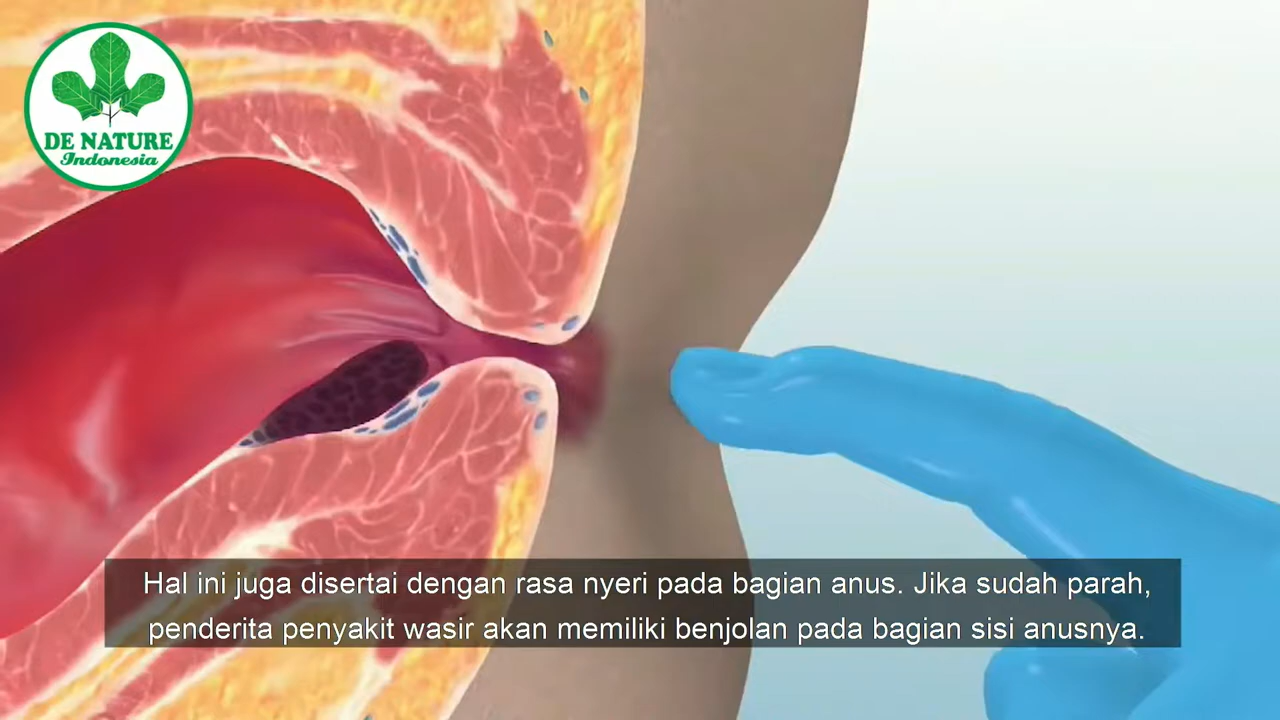 DE NATURE
Indonesia
Hal ini juga disertai dengan rasa nyeri pada bagian anus. Jika sudah parah,
penderita penyakit wasir akan memiliki benjolan pada bagian sisi anusnya.